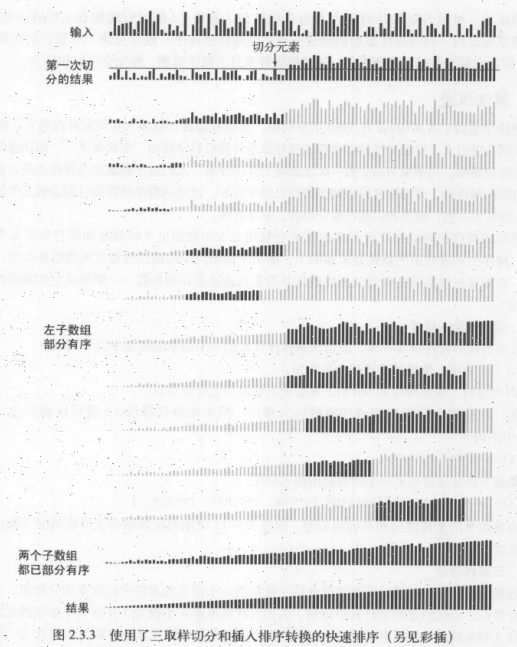 输入
切分元素
第一次切
分的结果
左子数组
部分有序
两个子数组
都已部分有序
结果
图 2.3.3 使用了三取样切分和插入排序转换的快速排序（另见彩插）